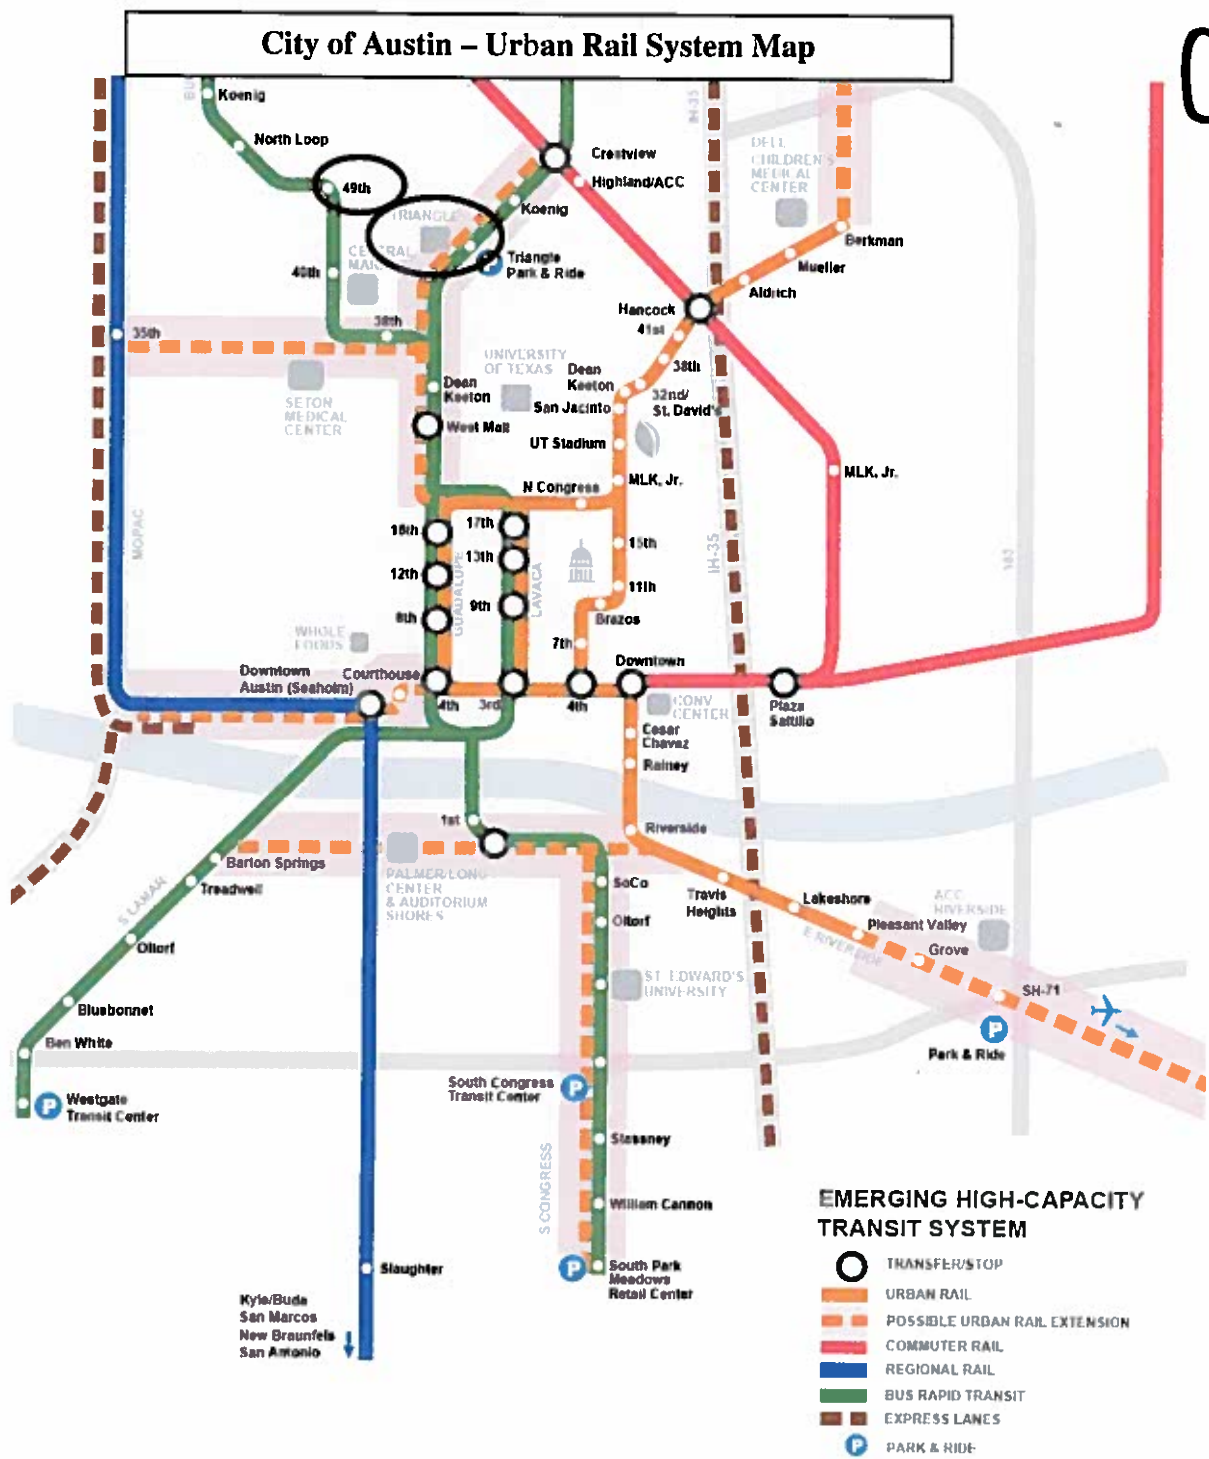 City of Austin – Urban Rail System Map
Koenig
North Loop
49th
TRIANGLE
CENTRAL
40th
38th
35th
Crestview
Highland/ACC
Koenig
Triangle
Park & Ride
IH-35
DELL
CHILDREN'S
MEDICAL
CENTER
Berkman
Mueller
Aldrich
Hancock
41st
38th
32nd/
St. David's
Dean
Keeton
San Jacinto
UT Stadium
MLK, Jr.
UNIVERSITY
OF TEXAS
Dean
Keeton
West Mall
SETON
MEDICAL
CENTER
N Congress
MLK, Jr.
MOPAC
IH-35
183
17th
13th
12th
9th
8th
GUADALUPE
LAVACA
15th
11th
Brazos
7th
WHOLE
FOODS
Downtown
Austin (Seaholm)
Courthouse
4th
3rd
4th
Downtown
CONV
CENTER
Plaza
Saltillo
Cesar
Chavez
Rainey
Riverside
1st
Barton Springs
Treadwell
S LAMAR
Oltorf
Bluebonnet
Ben White
Westgate
Transit Center
PALMER/LONG
CENTER
& AUDITORIUM
SHORES
SoCo
Oltorf
ST. EDWARD'S
UNIVERSITY
South Congress
Transit Center
Stassney
William Cannon
S CONGRESS
South Park
Meadows
Retail Center
Travis
Heights
Lakeshore
Pleasant Valley
E RIVERSIDE
Grove
ACC
RIVERSIDE
SH-71
Park & Ride
Slaughter
Kyle/Buda
San Marcos
New Braunfels
San Antonio
EMERGING HIGH-CAPACITY
TRANSIT SYSTEM
TRANSFER/STOP
URBAN RAIL
POSSIBLE URBAN RAIL EXTENSION
COMMUTER RAIL
REGIONAL RAIL
BUS RAPID TRANSIT
EXPRESS LANES
P PARK & RIDE